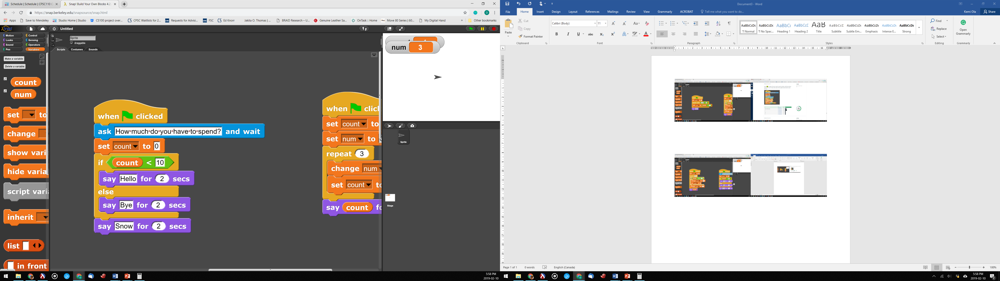 Schedule | Schedule | CPSC110 C
Snap! Build Your Own Blocks 4.2.
https://snap.berkeley.edu/snapsource/snap.html
Apps Save to Mendeley Studio Home | Studio CS100 project over... CPSC Waitlists for 2... Requests for Advisi... FSC Ed Knorr Jakita O. Thomas | ... BRAID Research – U... Genuine Leather Sa... OnTask :: Home Move 80 Series | 60... My Digital Hand » Other bookmarks
Snap! Untitled
Motion Control
Looks Sensing
Sound Operators
Pen Variables
Make a variable
Delete a variable
count
num
set to
change
show varia
hide varia
script varia
inherit
list
in front
Sprite
draggable
Scripts Costumes Sounds
when clicked
ask How much do you have to spend? and wait
set count to 0
if count < 10
say Hello for 2 secs
else
say Bye for 2 secs
say Snow for 2 secs
when clic
set count to
set num to
repeat 3
change num
set count to
say count fo
num 3
Sprite
Stage
5:58 PM
2019-02-10
Document3 - Word
File Home Insert Design Layout References Mailings Review View Grammarly ACROBAT Tell me what you want to do... Kemi Ola Share
Paste
Cut
Copy
Format Painter
Clipboard
Calibri (Body) 11
B I U abc
Font
Paragraph
AaBbCcDc ¶ Normal
AaBbCcDc ¶ No Spac...
AaBbCc Heading 1
AaBbCcC Heading 2
AaB Title
AaBbCcC Subtitle
AaBbCcDc Subtle Em...
AaBbCcDc Emphasis
AaBbCcDc Intense E...
AaBbCcDc Strong
Styles
Find
Replace
Select
Editing
Open
Grammarly
Grammarly
Page 1 of 1 0 words English (Canada) 100%
5:58 PM
2019-02-10